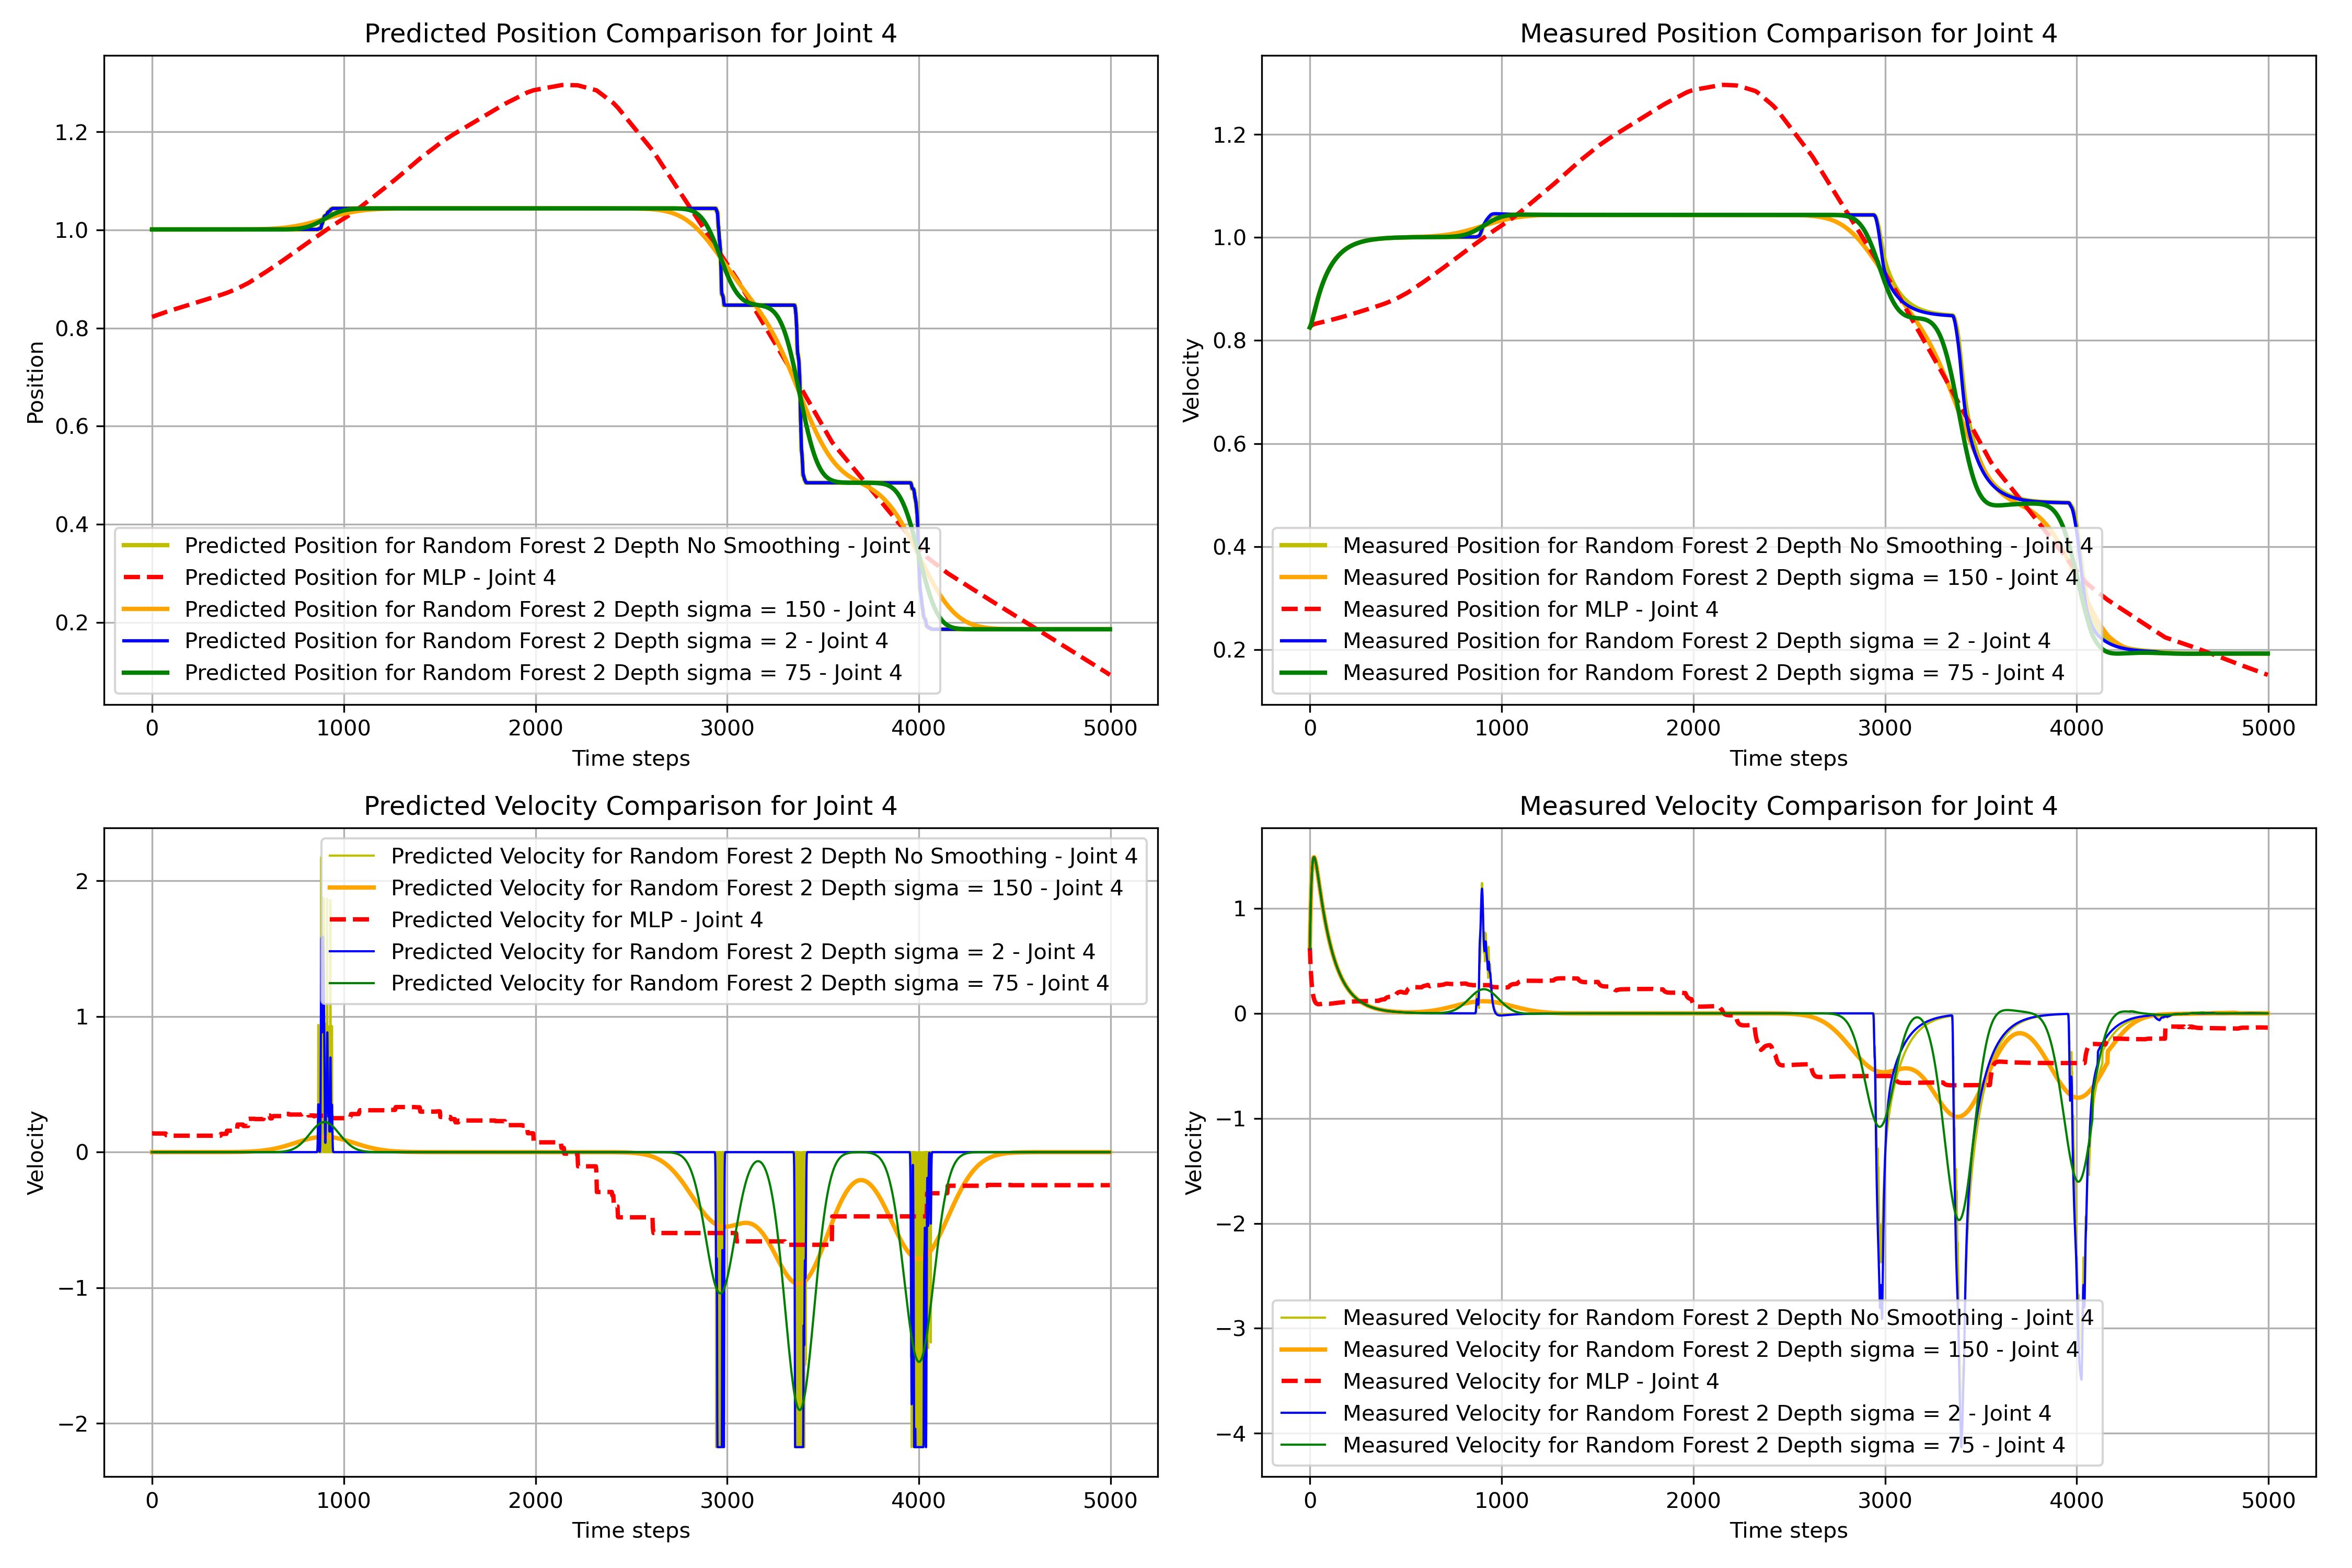 Predicted Position Comparison for Joint 4
Position
1.2
1.0
0.8
0.6
0.4
0.2
Predicted Position for Random Forest 2 Depth No Smoothing - Joint 4
Predicted Position for MLP - Joint 4
Predicted Position for Random Forest 2 Depth sigma = 150 - Joint 4
Predicted Position for Random Forest 2 Depth sigma = 2 - Joint 4
Predicted Position for Random Forest 2 Depth sigma = 75 - Joint 4
0 1000 2000 3000 4000 5000
Time steps
Measured Position Comparison for Joint 4
Velocity
1.2
1.0
0.8
0.6
0.4
0.2
Measured Position for Random Forest 2 Depth No Smoothing - Joint 4
Measured Position for Random Forest 2 Depth sigma = 150 - Joint 4
Measured Position for MLP - Joint 4
Measured Position for Random Forest 2 Depth sigma = 2 - Joint 4
Measured Position for Random Forest 2 Depth sigma = 75 - Joint 4
0 1000 2000 3000 4000 5000
Time steps
Predicted Velocity Comparison for Joint 4
Velocity
2
1
0
−1
−2
Predicted Velocity for Random Forest 2 Depth No Smoothing - Joint 4
Predicted Velocity for Random Forest 2 Depth sigma = 150 - Joint 4
Predicted Velocity for MLP - Joint 4
Predicted Velocity for Random Forest 2 Depth sigma = 2 - Joint 4
Predicted Velocity for Random Forest 2 Depth sigma = 75 - Joint 4
0 1000 2000 3000 4000 5000
Time steps
Measured Velocity Comparison for Joint 4
Velocity
1
0
−1
−2
−3
−4
Measured Velocity for Random Forest 2 Depth No Smoothing - Joint 4
Measured Velocity for Random Forest 2 Depth sigma = 150 - Joint 4
Measured Velocity for MLP - Joint 4
Measured Velocity for Random Forest 2 Depth sigma = 2 - Joint 4
Measured Velocity for Random Forest 2 Depth sigma = 75 - Joint 4
0 1000 2000 3000 4000 5000
Time steps